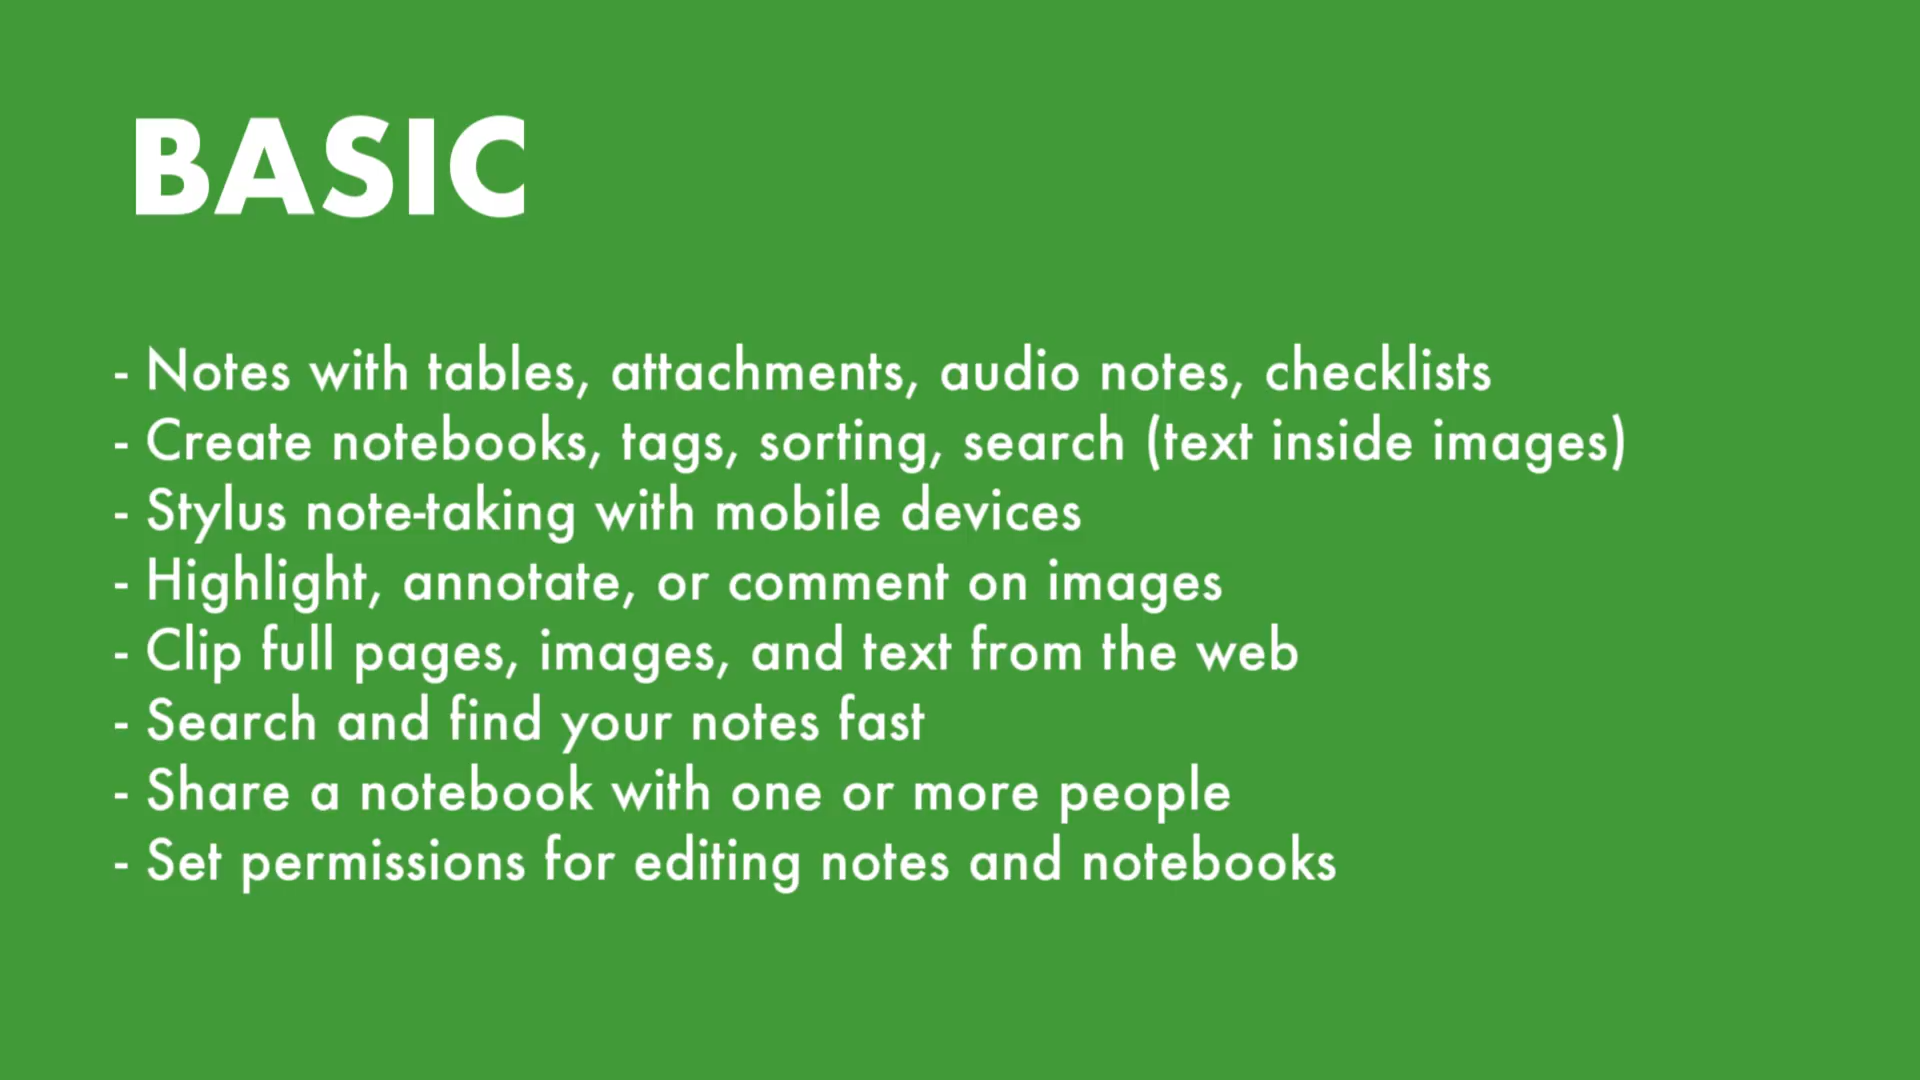 BASIC
- Notes with tables, attachments, audio notes, checklists
- Create notebooks, tags, sorting, search (text inside images)
- Stylus note-taking with mobile devices
- Highlight, annotate, or comment on images
- Clip full pages, images, and text from the web
- Search and find your notes fast
- Share a notebook with one or more people
- Set permissions for editing notes and notebooks